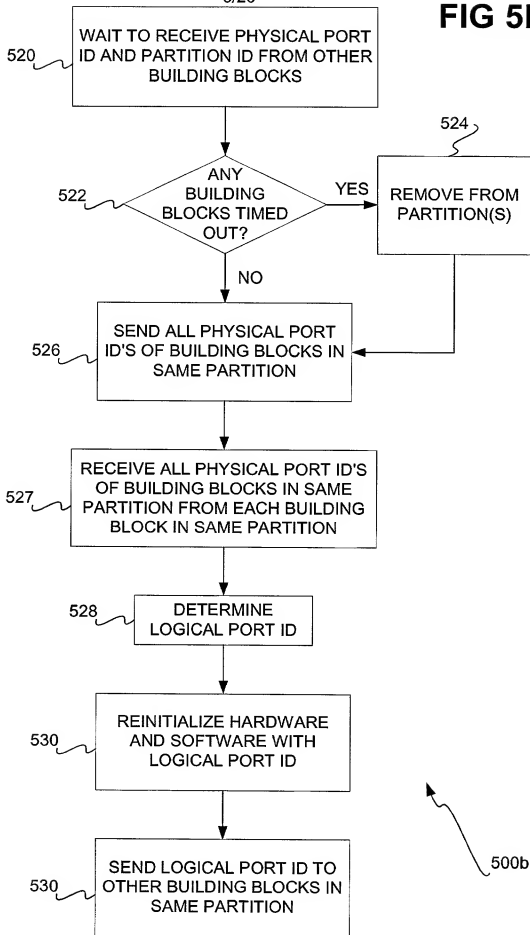 FIG 5
520
WAIT TO RECEIVE PHYSICAL PORT
ID AND PARTITION ID FROM OTHER
BUILDING BLOCKS
524
522
ANY
BUILDING
BLOCKS TIMED
OUT?
YES
REMOVE FROM
PARTITION(S)
NO
526
SEND ALL PHYSICAL PORT
ID'S OF BUILDING BLOCKS IN
SAME PARTITION
527
RECEIVE ALL PHYSICAL PORT ID'S
OF BUILDING BLOCKS IN SAME
PARTITION FROM EACH BUILDING
BLOCK IN SAME PARTITION
528
DETERMINE
LOGICAL PORT ID
530
REINITIALIZE HARDWARE
AND SOFTWARE WITH
LOGICAL PORT ID
530
SEND LOGICAL PORT ID TO
OTHER BUILDING BLOCKS IN
SAME PARTITION
500b